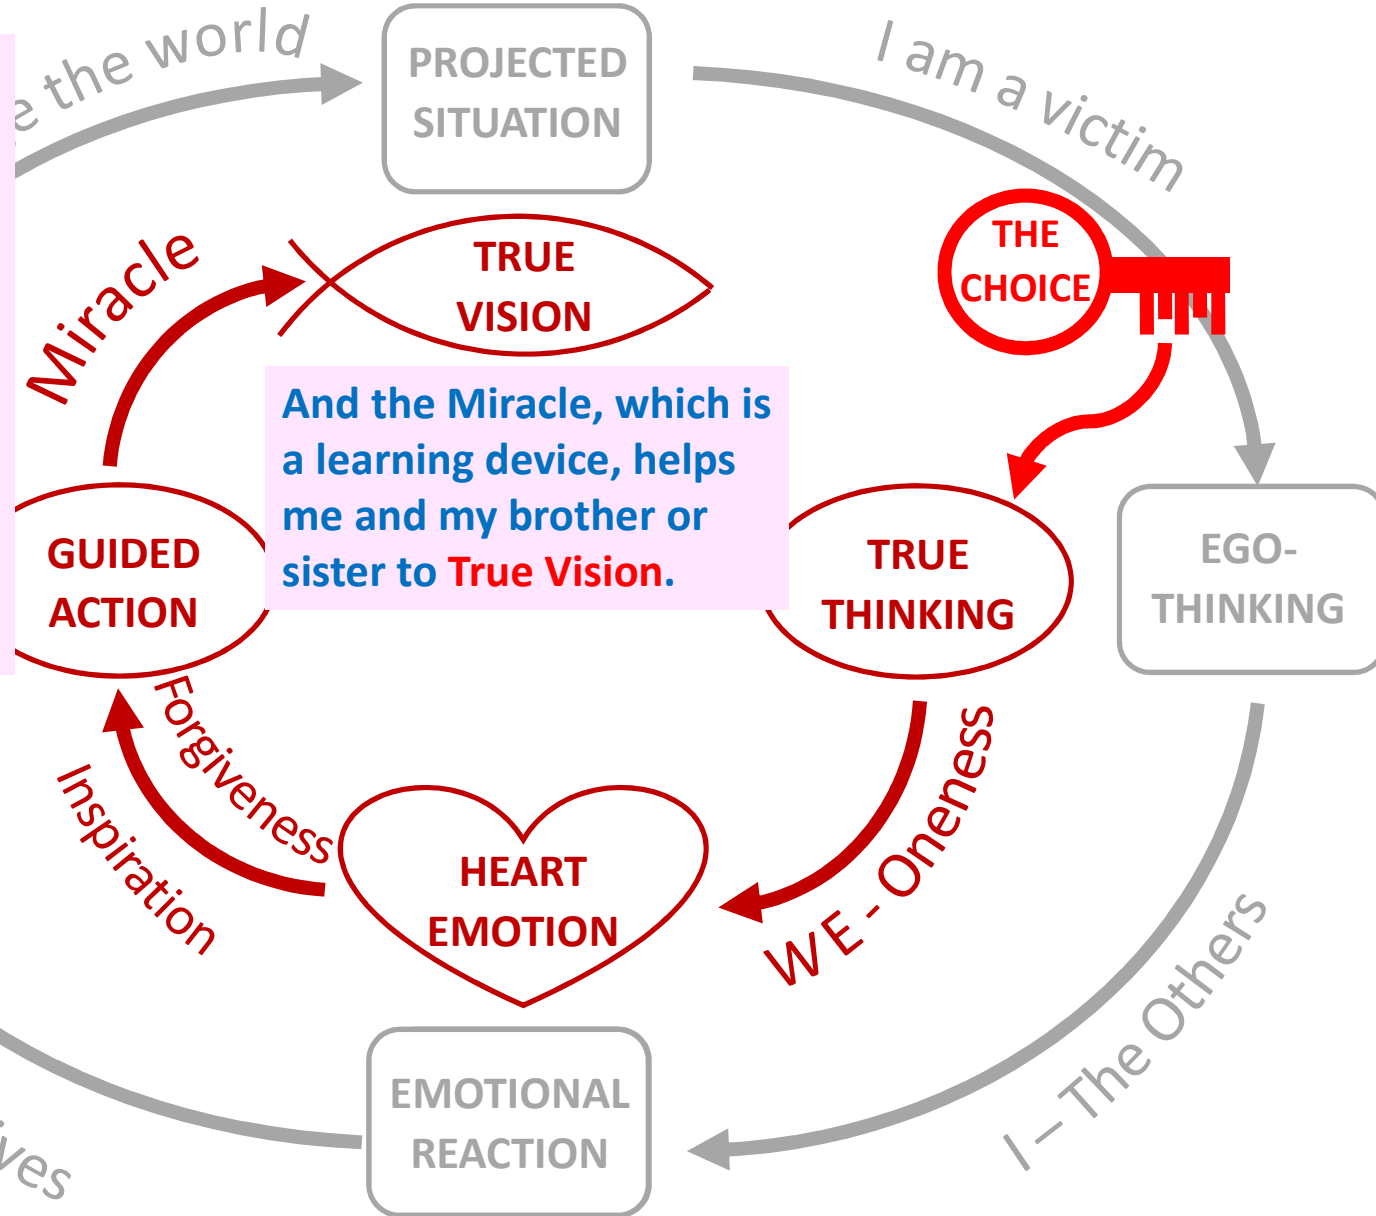 the world
PROJECTED
SITUATION
I am a victim
THE
CHOICE
Miracle
TRUE
VISION
And the Miracle, which is
a learning device, helps
me and my brother or
sister to True Vision.
GUIDED
ACTION
TRUE
THINKING
EGO-
THINKING
Forgiveness
Inspiration
HEART
EMOTION
WE - Oneness
EMOTIONAL
REACTION
I – The Others